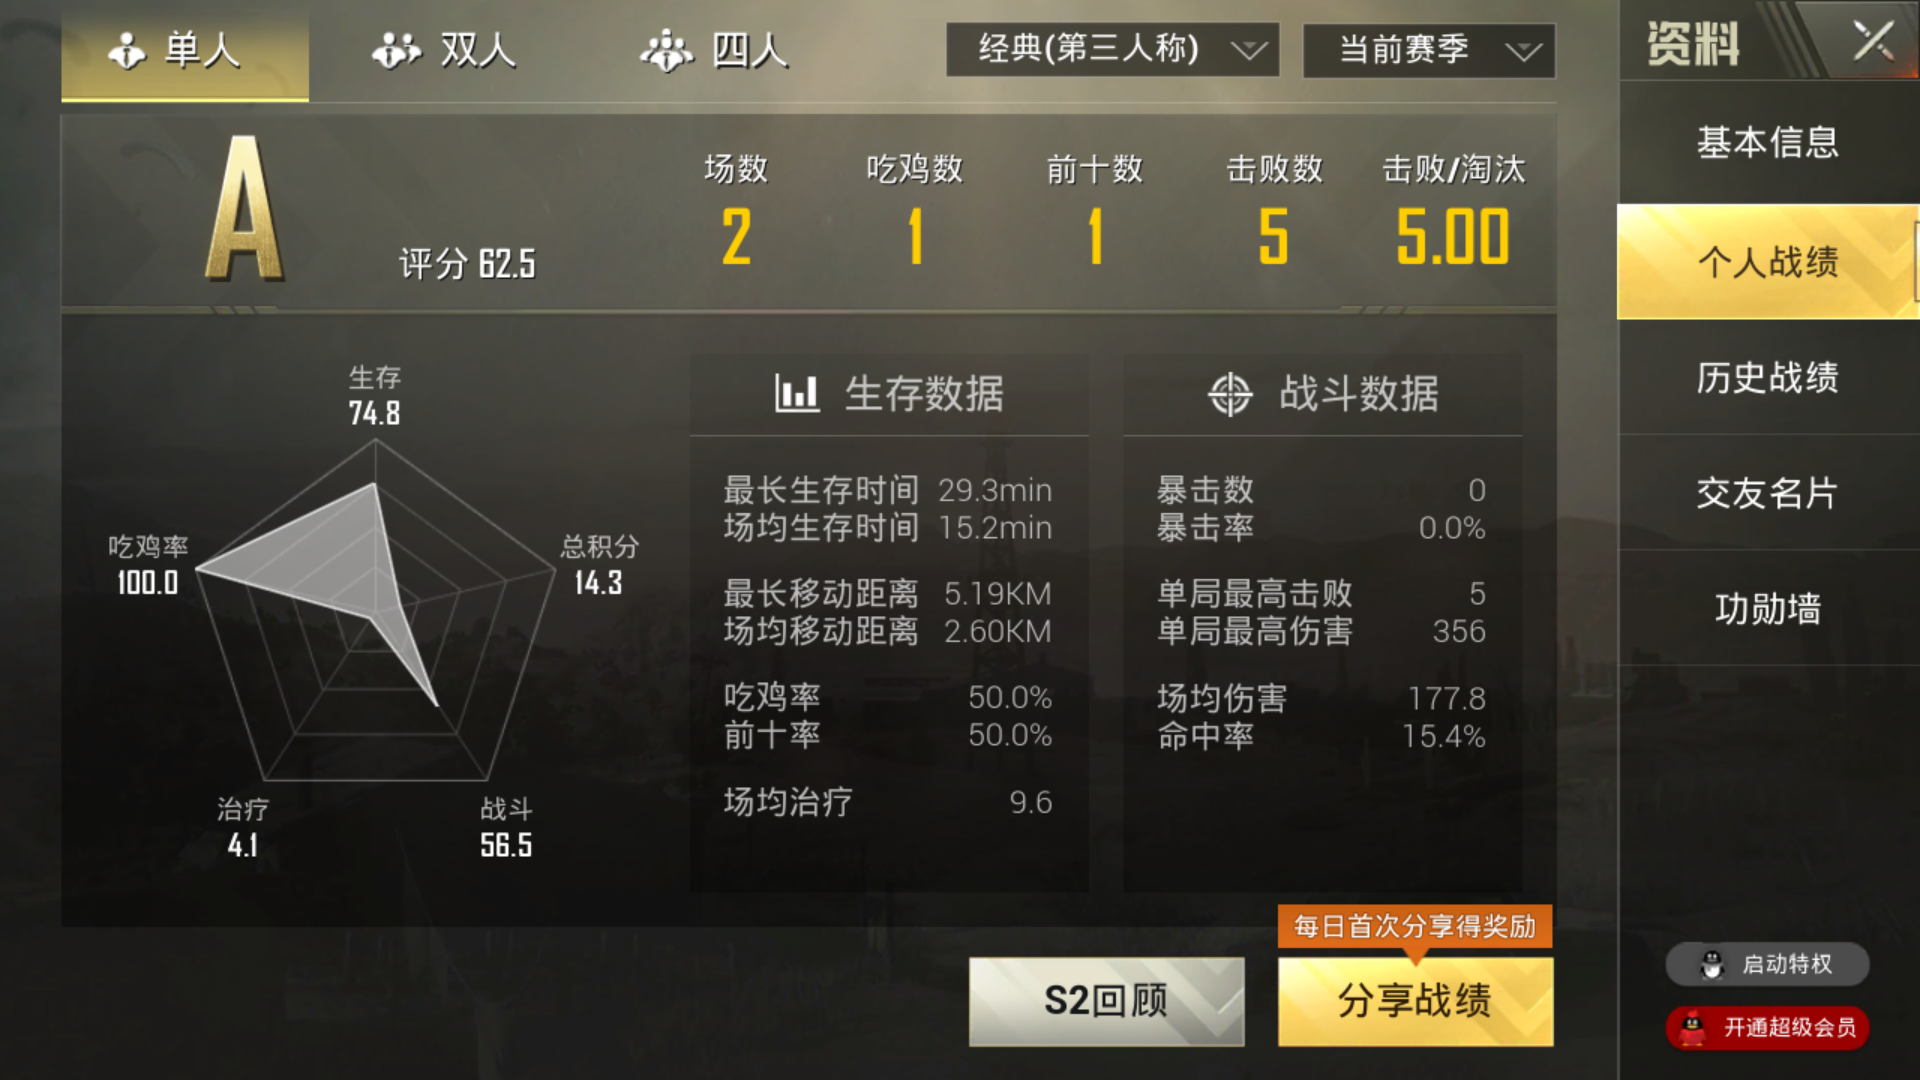 单人
双人
四人
经典(第三人称)
当前赛季
资料
A
评分 62.5
场数
2
吃鸡数
1
前十数
1
击败数
5
击败/淘汰
5.00
基本信息
个人战绩
历史战绩
交友名片
功勋墙
生存
74.8
吃鸡率
100.0
总积分
14.3
治疗
4.1
战斗
56.5
生存数据
最长生存时间 29.3min
场均生存时间 15.2min
最长移动距离 5.19KM
场均移动距离 2.60KM
吃鸡率 50.0%
前十率 50.0%
场均治疗 9.6
战斗数据
暴击数 0
暴击率 0.0%
单局最高击败 5
单局最高伤害 356
场均伤害 177.8
命中率 15.4%
每日首次分享得奖励
S2回顾
分享战绩
启动特权
开通超级会员